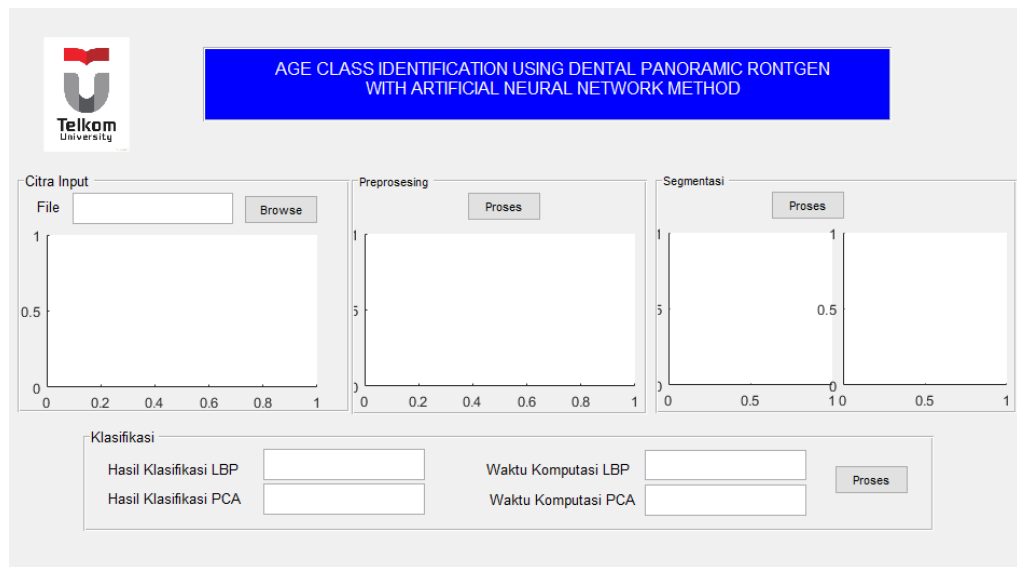 Telkom
University
AGE CLASS IDENTIFICATION USING DENTAL PANORAMIC RONTGEN
WITH ARTIFICIAL NEURAL NETWORK METHOD
Citra Input
File
Browse
1
0.5
0
0 0.2 0.4 0.6 0.8 1
Preprosesing
Proses
1
5
0
0 0.2 0.4 0.6 0.8 1
Segmentasi
Proses
1
5
0
0 0.5 1
1
0.5
0
0 0.5 1
Klasifikasi
Hasil Klasifikasi LBP
Waktu Komputasi LBP
Hasil Klasifikasi PCA
Waktu Komputasi PCA
Proses